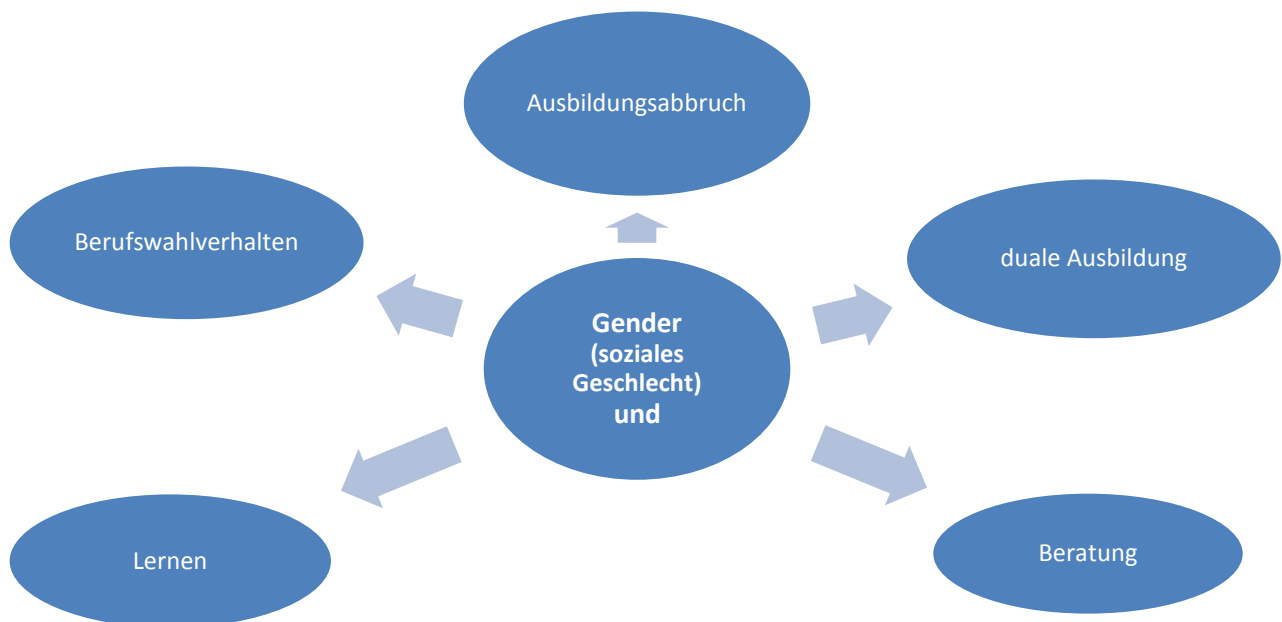 Ausbildungsabbruch
Berufswahlverhalten
duale Ausbildung
Gender
(soziales
Geschlecht)
und
Lernen
Beratung